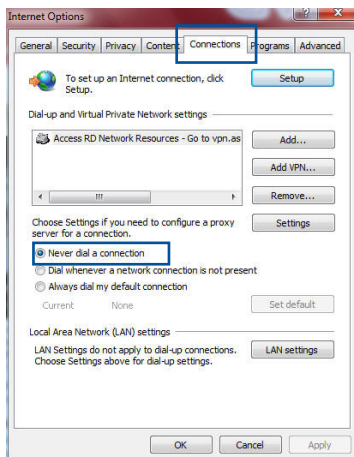 Internet Options
General Security Privacy Content Connections Programs Advanced
To set up an Internet connection, click Setup.
Setup
Dial-up and Virtual Private Network settings
Access RD Network Resources - Go to vpn.as
Add...
Add VPN...
Remove...
Choose Settings if you need to configure a proxy
server for a connection.
Settings
Never dial a connection
Dial whenever a network connection is not present
Always dial my default connection
Current None
Set default
Local Area Network (LAN) settings
LAN Settings do not apply to dial-up connections.
Choose Settings above for dial-up settings.
LAN settings
OK Cancel Apply